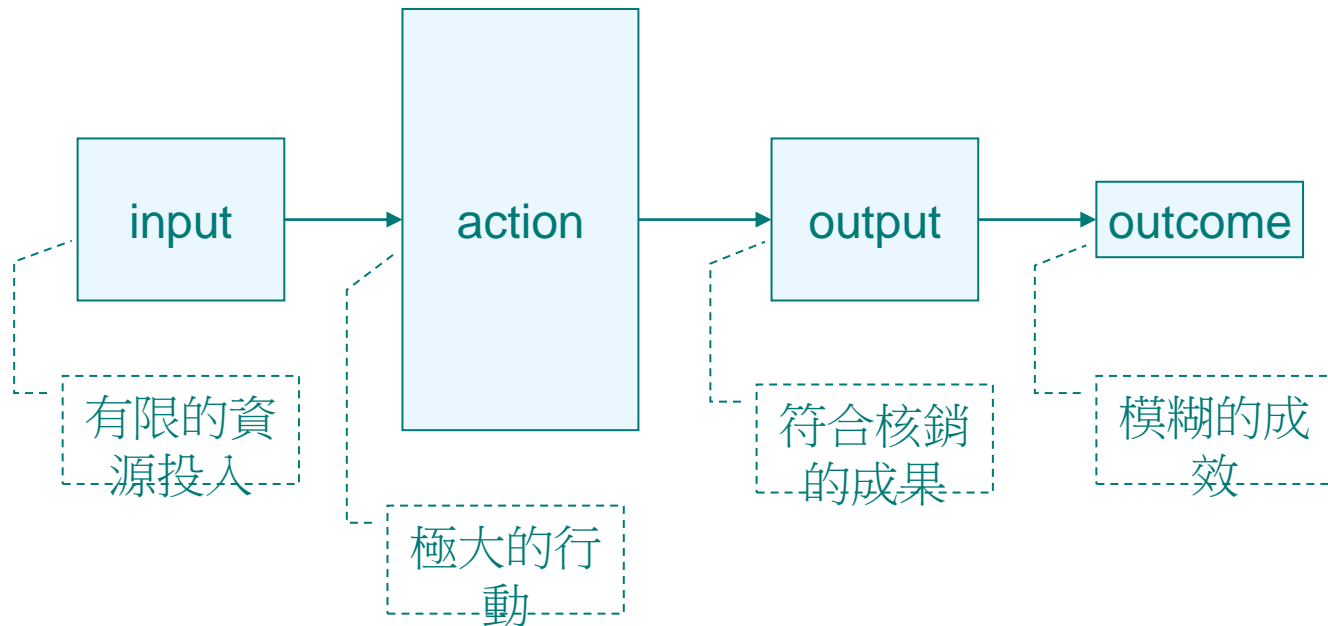 input
action
output
outcome
有限的資
源投入
極大的行
動
符合核銷
的成果
模糊的成
效